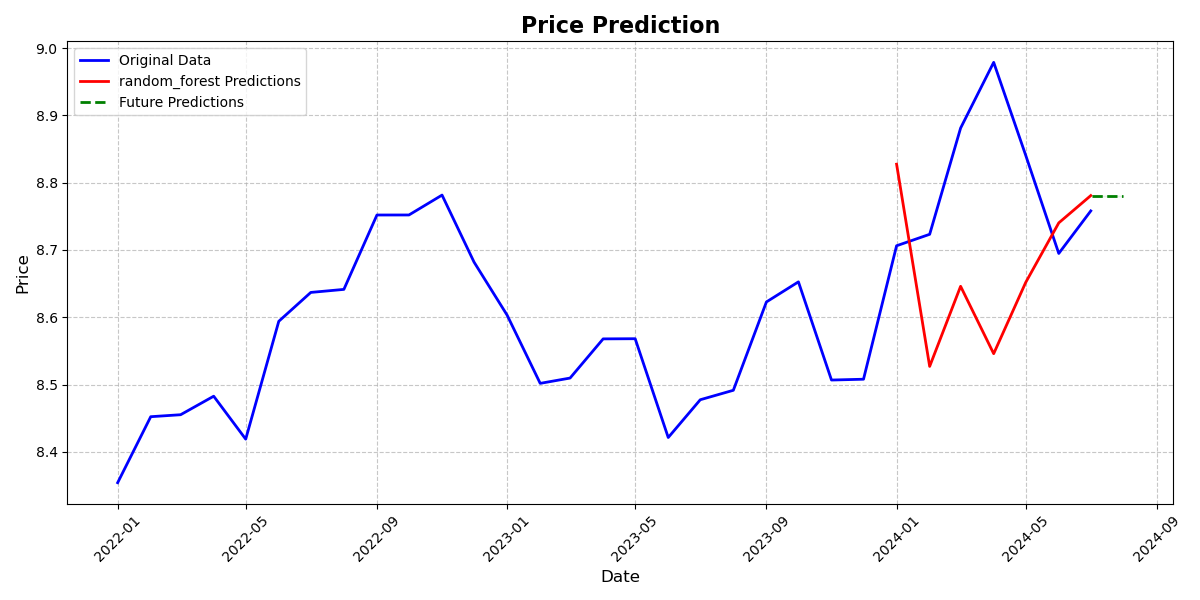 Price Prediction
Original Data
random_forest Predictions
Future Predictions
9.0
8.9
8.8
8.7
8.6
8.5
8.4
Price
2022-01
2022-05
2022-09
2023-01
2023-05
2023-09
2024-01
2024-05
2024-09
Date